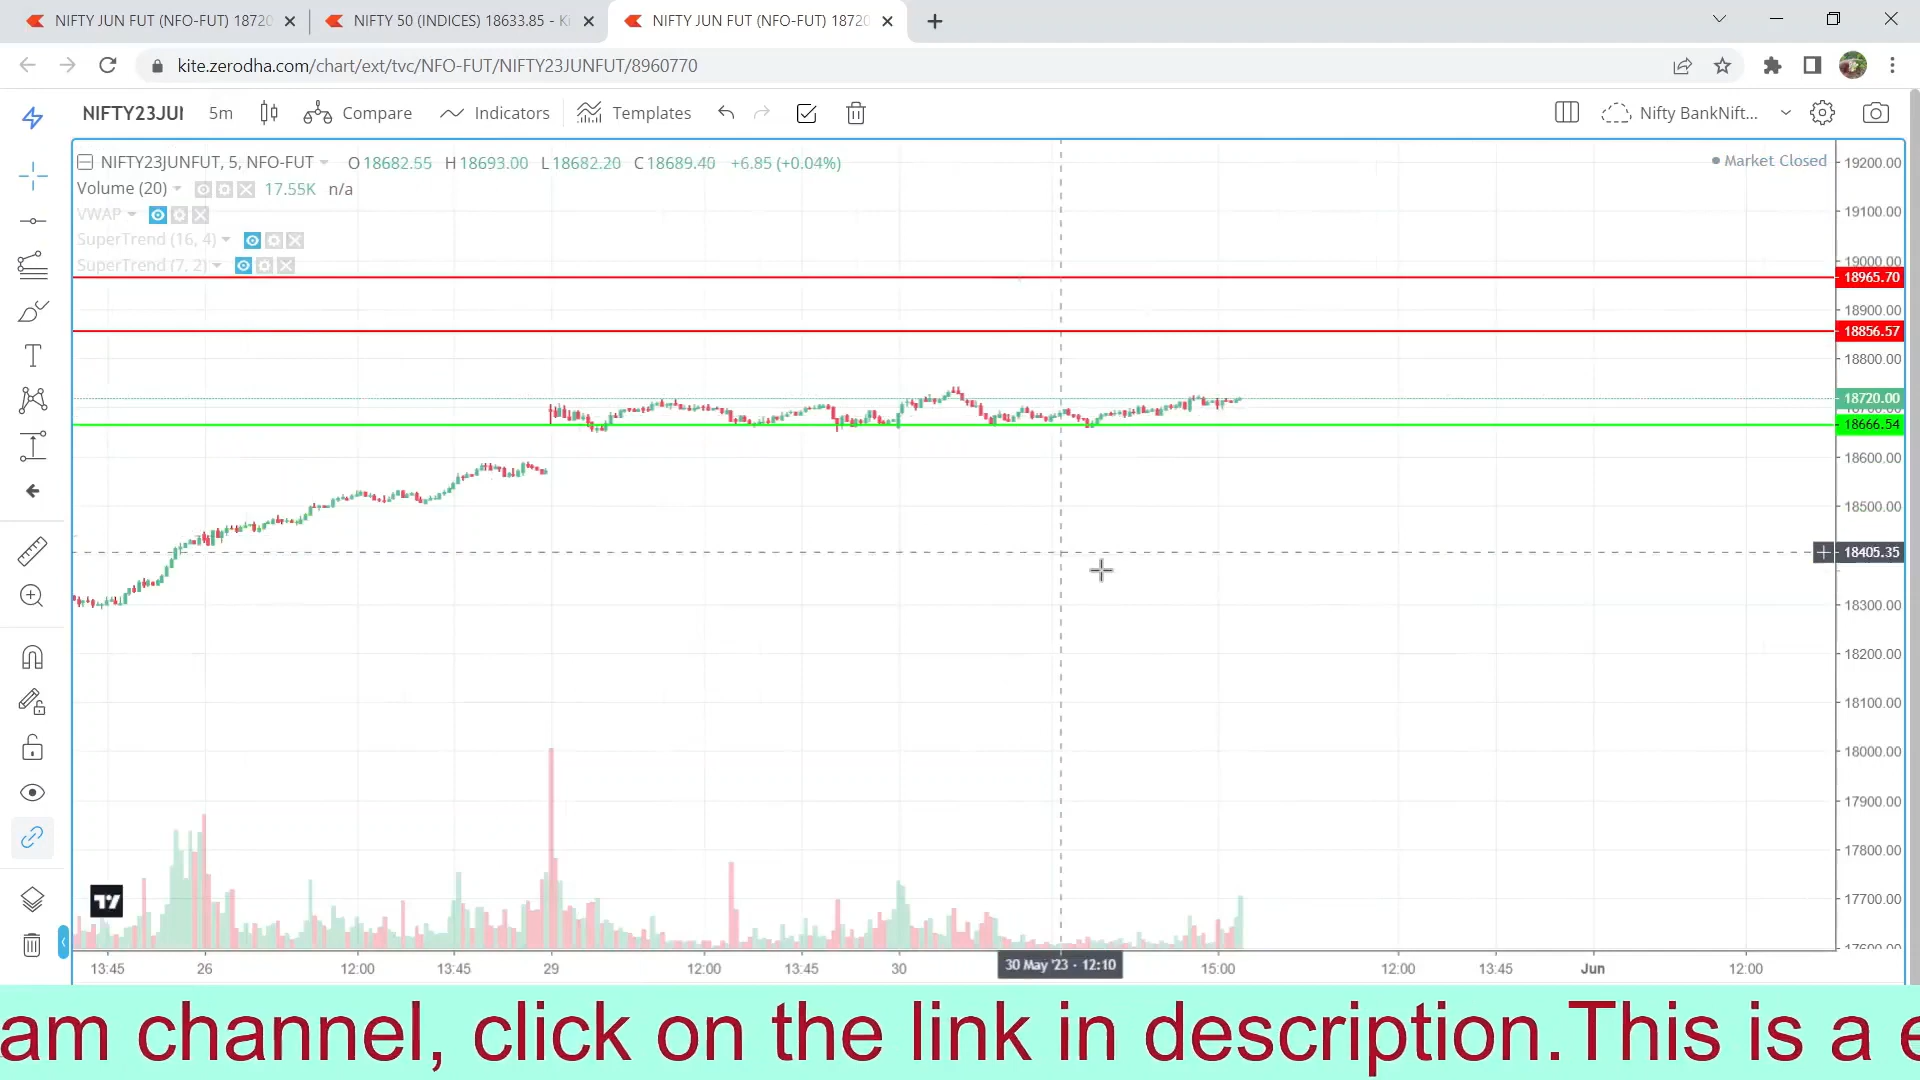 NIFTY JUN FUT (NFO-FUT) 18720
NIFTY 50 (INDICES) 18633.85 - Ki
NIFTY JUN FUT (NFO-FUT) 18720
kite.zerodha.com/chart/ext/tvc/NFO-FUT/NIFTY23JUNFUT/8960770
NIFTY23JUI 5m Compare Indicators Templates Nifty BankNift...
NIFTY23JUNFUT, 5, NFO-FUT O18682.55 H18693.00 L18682.20 C18689.40 +6.85 (+0.04%)
Market Closed
Volume (20) 17.55K n/a
VWAP
SuperTrend (16, 4)
SuperTrend (7, 2)
19200.00
19100.00
19000.00
18965.70
18900.00
18856.57
18800.00
18720.00
18666.54
18600.00
18500.00
18405.35
18300.00
18200.00
18100.00
18000.00
17900.00
17800.00
17700.00
13:45 26 12:00 13:45 29 12:00 13:45 30 30 May '23 - 12:10 15:00 12:00 13:45 Jun 12:00
am channel, click on the link in description.This is a e